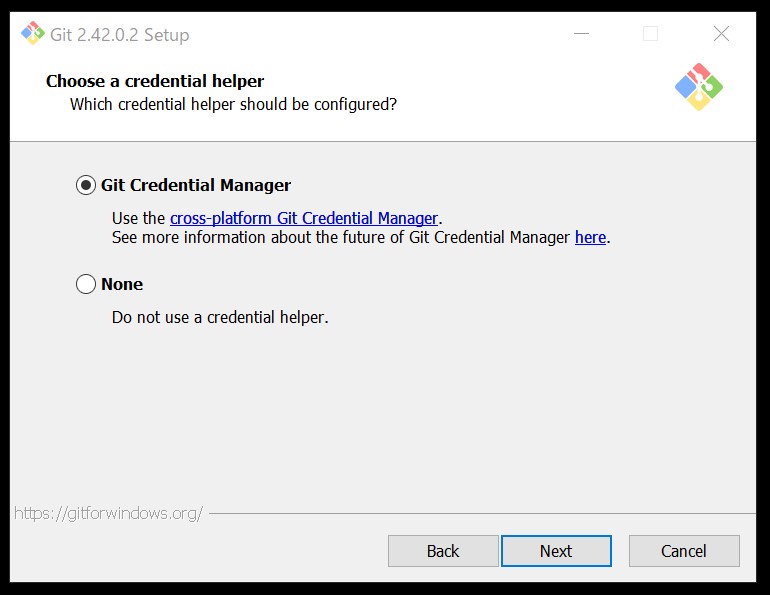 Git 2.42.0.2 Setup
Choose a credential helper
Which credential helper should be configured?
Git Credential Manager
Use the cross-platform Git Credential Manager.
See more information about the future of Git Credential Manager here.
None
Do not use a credential helper.
https://gitforwindows.org/
Back Next Cancel